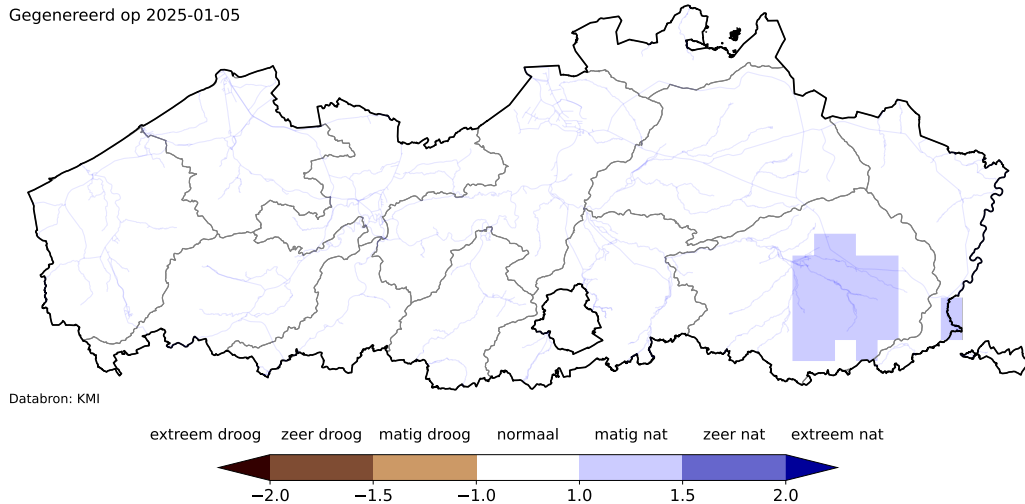 Gegenereerd op 2025-01-05
Databron: KMI
extreem droog zeer droog matig droog normaal matig nat zeer nat extreem nat
−2.0 −1.5 −1.0 1.0 1.5 2.0